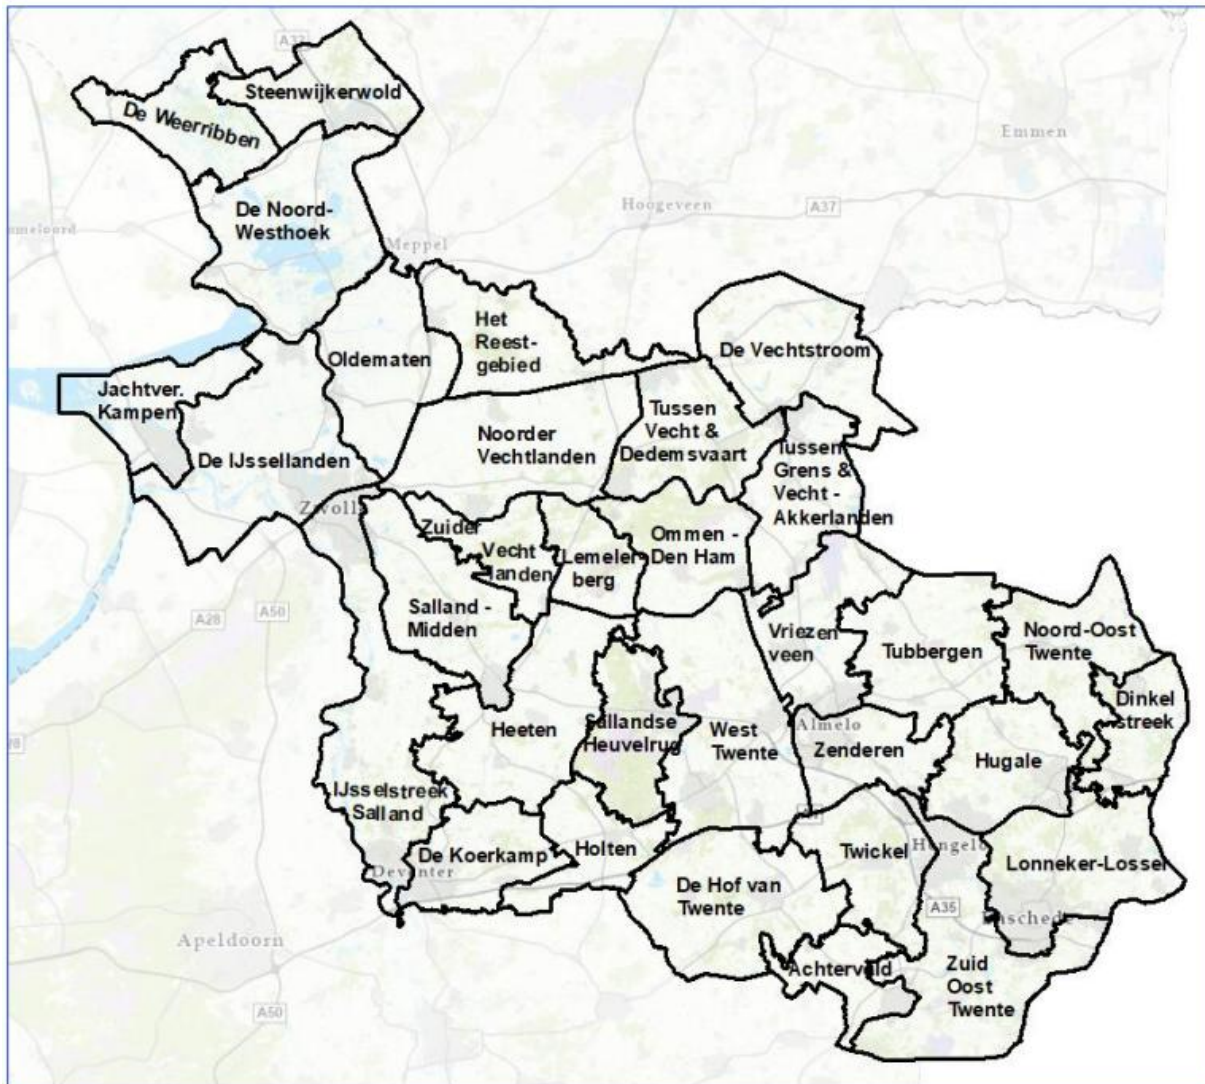 A32
Steenwijkerwold
De Weerribben
Emmen
De Noord-
Westhoek
Hoogeveen
A37
meloord
Meppel
Het
Reest-
gebied
De Vechtstroom
Oldematen
Jachtver.
Kampen
Tussen
Vecht &
Dedemsvaart
Noorder
Vechtlanden
Tussen
Grens &
Vecht -
Akkerlanden
De IJssellanden
Zwolle
Zuider
Vecht
landen
Lemeler
berg
Ommen -
Den Ham
A28
A50
Salland -
Midden
Vriezen
veen
Tubbergen
Noord-Oost
Twente
Dinkel
streek
Heeten
Sallandse
Heuvelrug
West
Twente
Almelo
Zenderen
Hugale
IJsselstreek
Salland
De Koerkamp
Holten
Deventer
Twickel
Hengelo
Lonneker-Losser
De Hof van
Twente
A35
Enschede
Apeldoorn
Achterveld
Zuid
Oost
Twente
A50